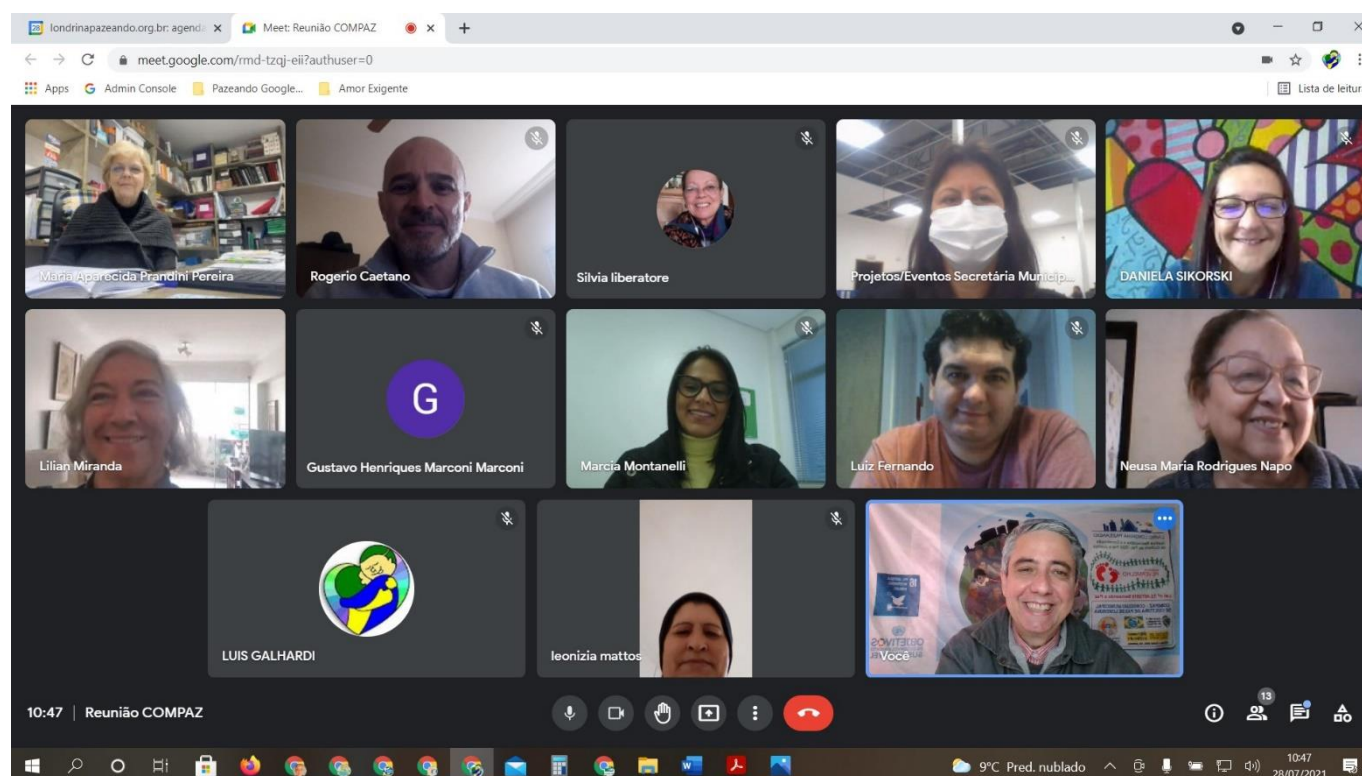 londrinapazeando.org.br: agenda
Meet: Reunião COMPAZ
meet.google.com/rmd-tzqj-eii?authuser=0
Apps
Admin Console
Pazeando Google...
Amor Exigente
Lista de leitur
Maria Aparecida Prandini Pereira
Rogerio Caetano
Silvia liberatore
Projetos/Eventos Secretária Municip...
DANIELA SIKORSKI
Lilian Miranda
G
Gustavo Henriques Marconi Marconi
Marcia Montanelli
Luiz Fernando
Neusa Maria Rodrigues Napo
LUIS GALHARDI
leonizia mattos
OBJETIVOS
Você
10:47 | Reunião COMPAZ
13
9°C Pred. nublado
10:47
28/07/2021